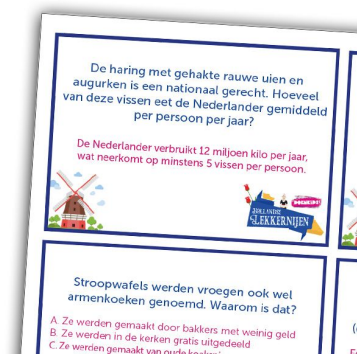 De haring met gehakte rauwe uien en
augurken is een nationaal gerecht. Hoeveel
van deze vissen eet de Nederlander gemiddeld
per persoon per jaar?
De Nederlander verbruikt 12 miljoen kilo per jaar,
wat neerkomt op minstens 5 vissen per persoon.
HOLLANDSE
LEKKERNIJEN
Stroopwafels werden vroegen ook wel
armenkoeken genoemd. Waarom is dat?
A. Ze werden gemaakt door bakkers met weinig geld
B. Ze werden in de kerken gratis uitgedeeld
C. Ze werden gemaakt van oude